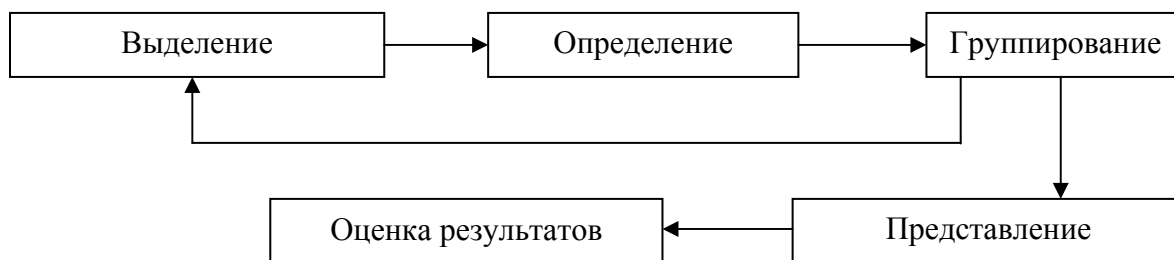 Выделение
Определение
Группирование
Оценка результатов
Представление